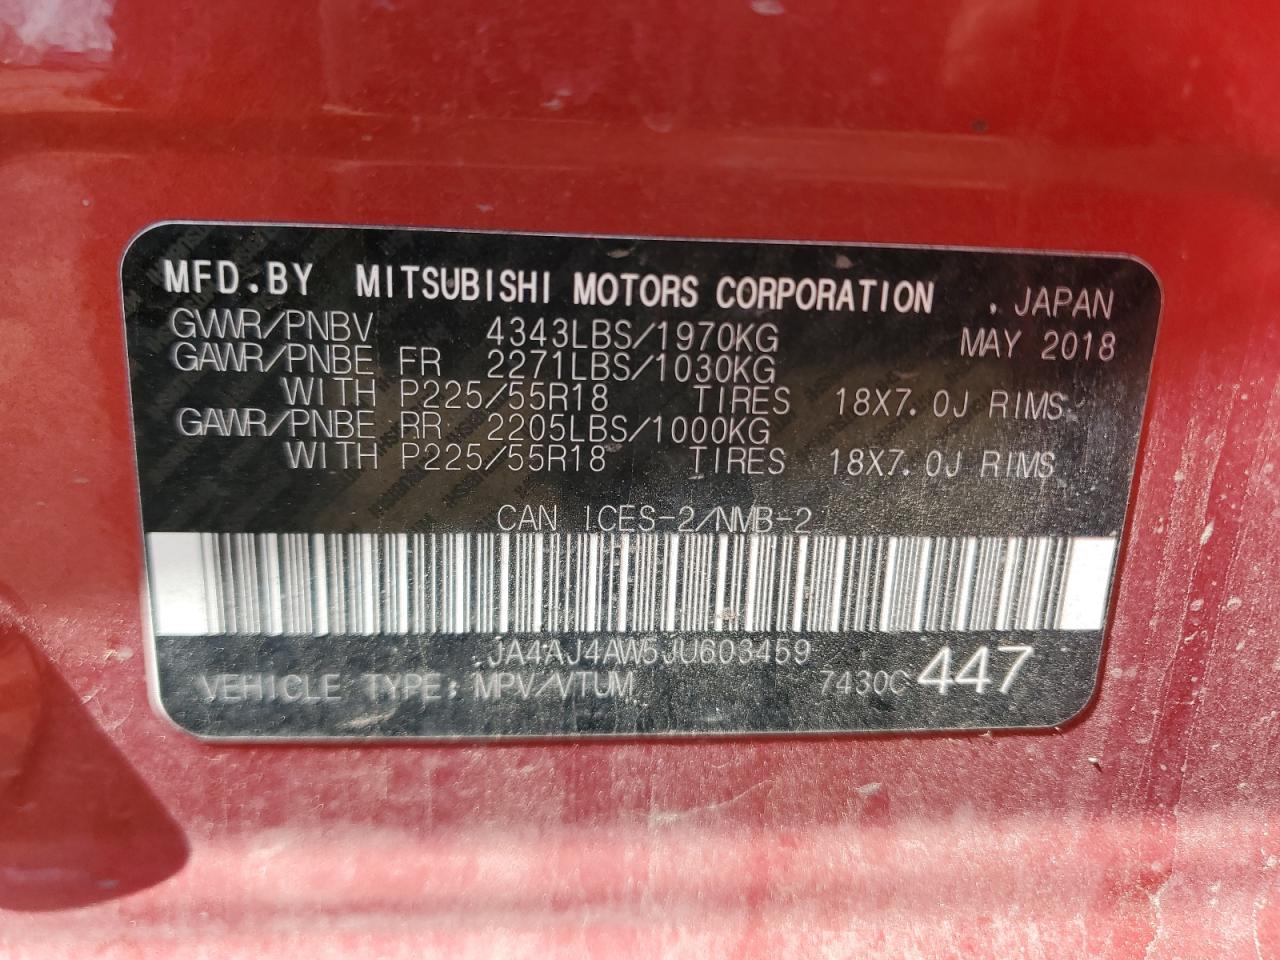 MFD.BY MITSUBISHI MOTORS CORPORATION . JAPAN
GVWR/PNBV 4343LBS/1970KG MAY 2018
GAWR/PNBE FR 2271LBS/1030KG
WITH P225/55R18 TIRES 18X7.0J RIMS
GAWR/PNBE RR 2205LBS/1000KG
WITH P225/55R18 TIRES 18X7.0J RIMS
CAN ICES-2/NMB-2
JA4AJ4AW5JU603459
VEHICLE TYPE: MPV/VTUM 7430C 447